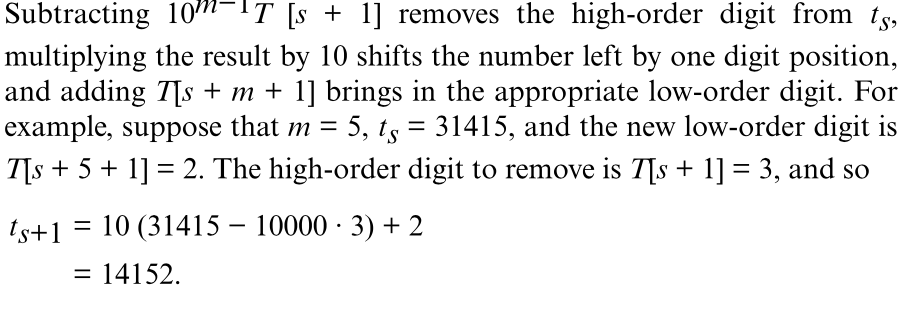 Subtracting 10^{m−1}T [s + 1] removes the high-order digit from t_s,
multiplying the result by 10 shifts the number left by one digit position,
and adding T[s + m + 1] brings in the appropriate low-order digit. For
example, suppose that m = 5, t_s = 31415, and the new low-order digit is
T[s + 5 + 1] = 2. The high-order digit to remove is T[s + 1] = 3, and so
t_{s+1} = 10 (31415 − 10000 · 3) + 2
= 14152.